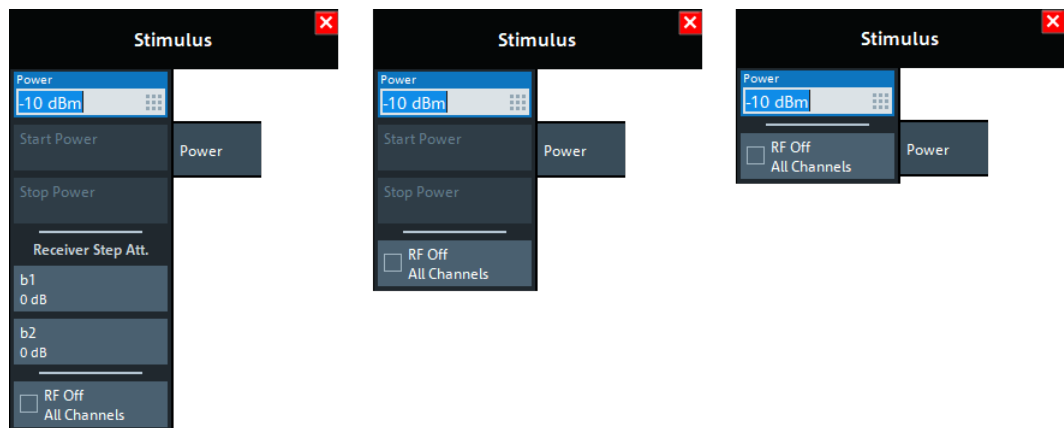 Stimulus
Power
-10 dBm
Start Power
Power
Stop Power
Receiver Step Att.
b1
0 dB
b2
0 dB
RF Off
All Channels
Stimulus
Power
-10 dBm
Start Power
Power
Stop Power
RF Off
All Channels
Stimulus
Power
-10 dBm
RF Off
All Channels
Power